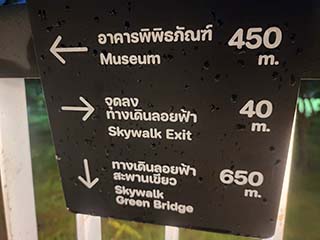 ← อาคารพิพิธภัณฑ์ 450
Museum m.
→ จุดลง 40
ทางเดินลอยฟ้า m.
Skywalk Exit
↓ ทางเดินลอยฟ้า 650
สะพานเขียว m.
Skywalk
Green Bridge